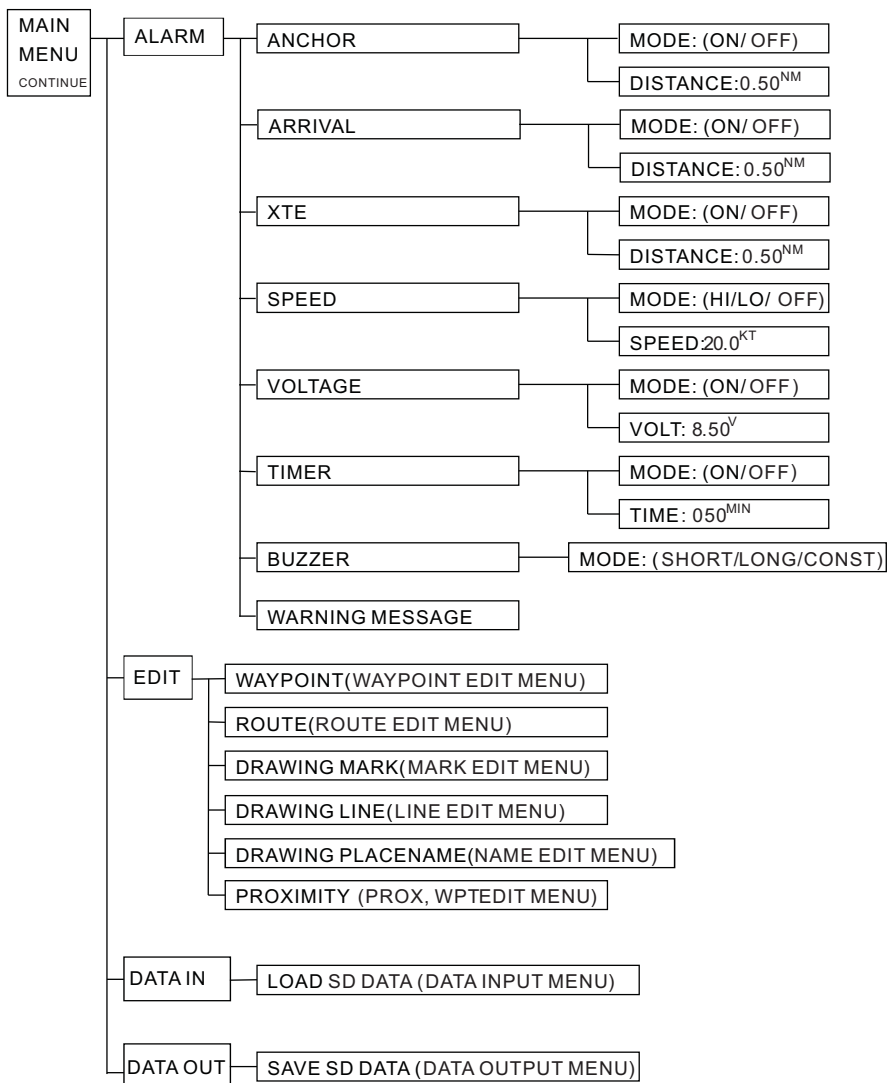 MAIN
MENU
CONTINUE
ALARM
ANCHOR
MODE: (ON/ OFF)
DISTANCE:0.50NM
ARRIVAL
MODE: (ON/ OFF)
DISTANCE: 0.50NM
XTE
MODE: (ON/ OFF)
DISTANCE: 0.50NM
SPEED
MODE: (HI/LO/ OFF)
SPEED:20.0KT
VOLTAGE
MODE: (ON/OFF)
VOLT: 8.50V
TIMER
MODE: (ON/OFF)
TIME: 050MIN
BUZZER
MODE: (SHORT/LONG/CONST)
WARNING MESSAGE
EDIT
WAYPOINT(WAYPOINT EDIT MENU)
ROUTE(ROUTE EDIT MENU)
DRAWING MARK(MARK EDIT MENU)
DRAWING LINE(LINE EDIT MENU)
DRAWING PLACENAME(NAME EDIT MENU)
PROXIMITY (PROX, WPTEDIT MENU)
DATA IN
LOAD SD DATA (DATA INPUT MENU)
DATA OUT
SAVE SD DATA (DATA OUTPUT MENU)